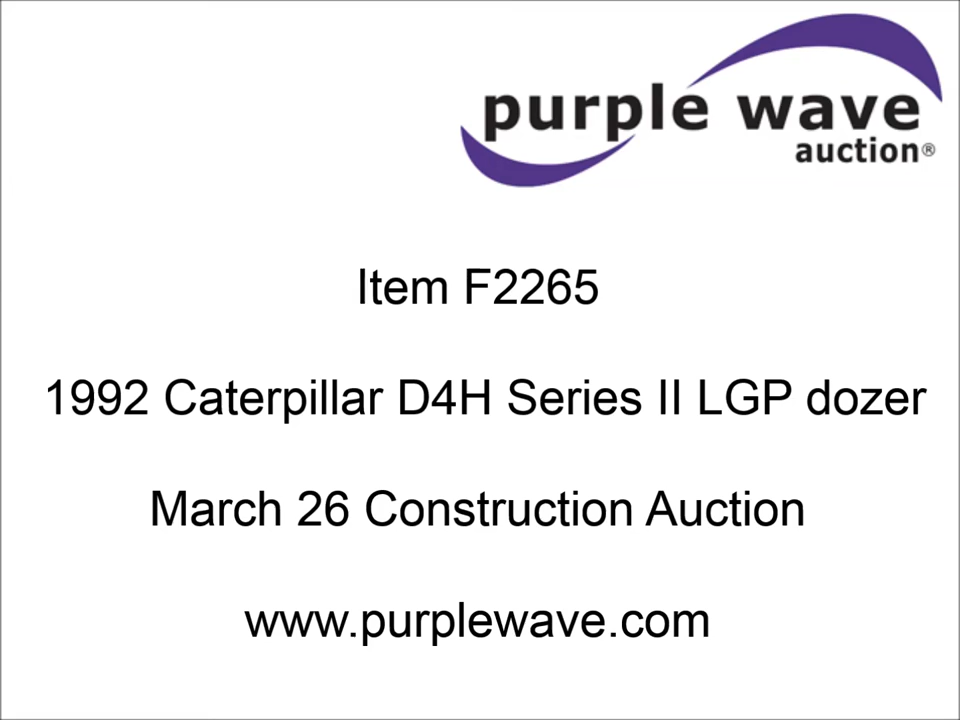 purple wave
auction®
Item F2265
1992 Caterpillar D4H Series II LGP dozer
March 26 Construction Auction
www.purplewave.com